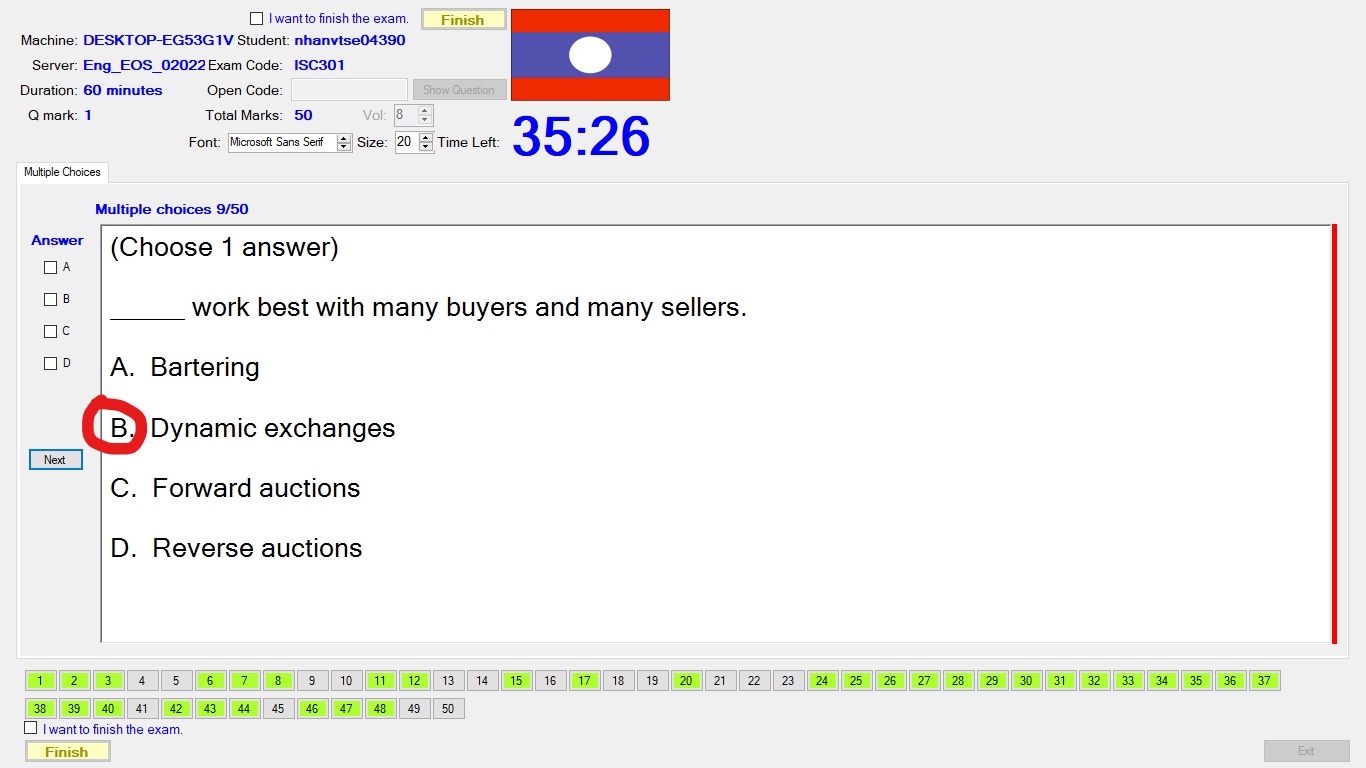 I want to finish the exam. Finish
Machine: DESKTOP-EG53G1V Student: nhanvtse04390
Server: Eng_EOS_02022 Exam Code: ISC301
Duration: 60 minutes Open Code: Show Question
Q mark: 1 Total Marks: 50 Vol: 8
Font: Microsoft Sans Serif Size: 20 Time Left: 35:26
Multiple Choices
Multiple choices 9/50
Answer
A
B
C
D
Next
(Choose 1 answer)
______ work best with many buyers and many sellers.
A. Bartering
B. Dynamic exchanges
C. Forward auctions
D. Reverse auctions
1 2 3 4 5 6 7 8 9 10 11 12 13 14 15 16 17 18 19 20 21 22 23 24 25 26 27 28 29 30 31 32 33 34 35 36 37
38 39 40 41 42 43 44 45 46 47 48 49 50
I want to finish the exam.
Finish Exit